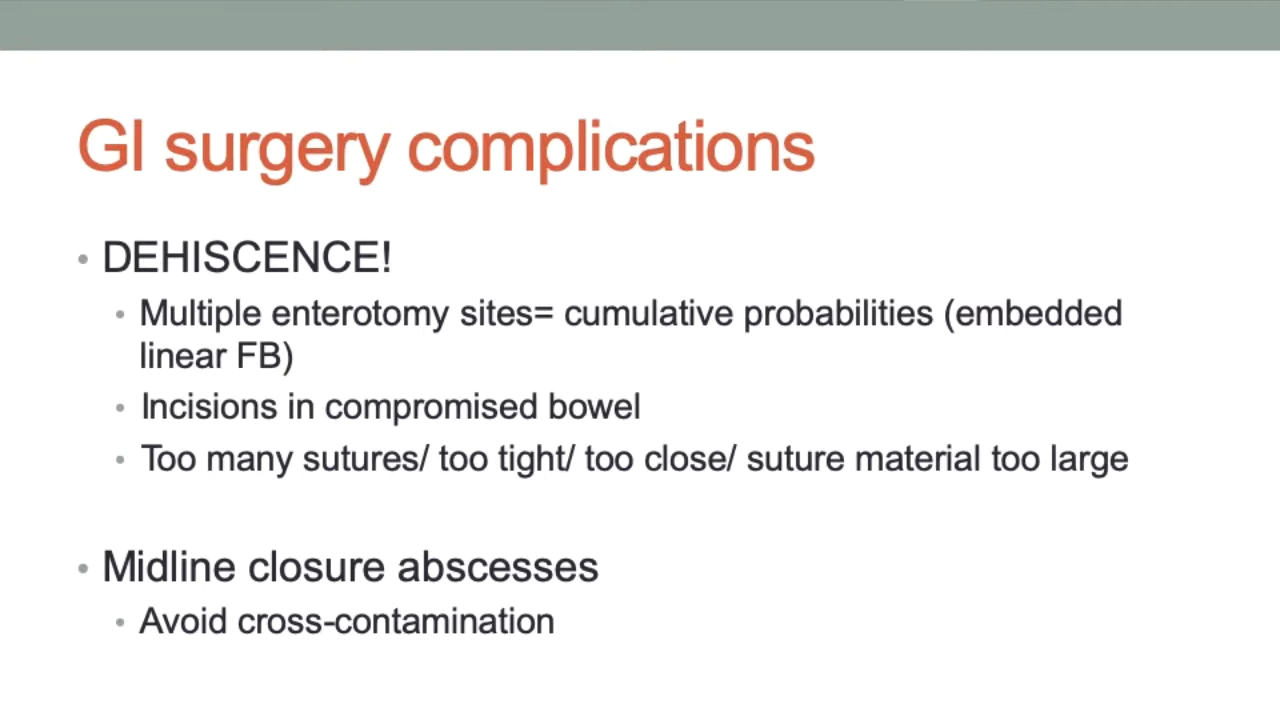 GI surgery complications
• DEHISCENCE!
• Multiple enterotomy sites= cumulative probabilities (embedded
linear FB)
• Incisions in compromised bowel
• Too many sutures/ too tight/ too close/ suture material too large
• Midline closure abscesses
• Avoid cross-contamination